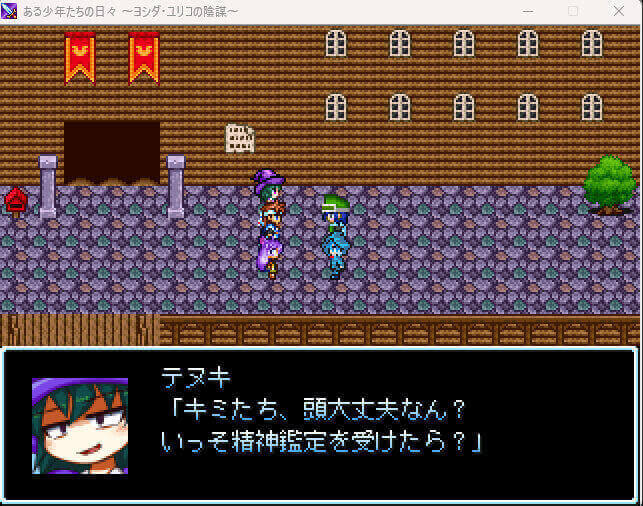 ある少年たちの日々 ～ヨシダ・ユリコの陰謀～
テヌキ
「キミたち、頭大丈夫なん？
いっそ精神鑑定を受けたら？」